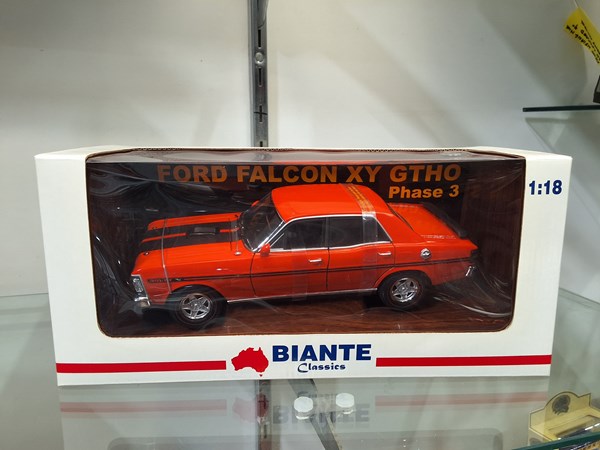 FORD FALCON XY GTHO
Phase 3
1:18
BIANTE
Classics